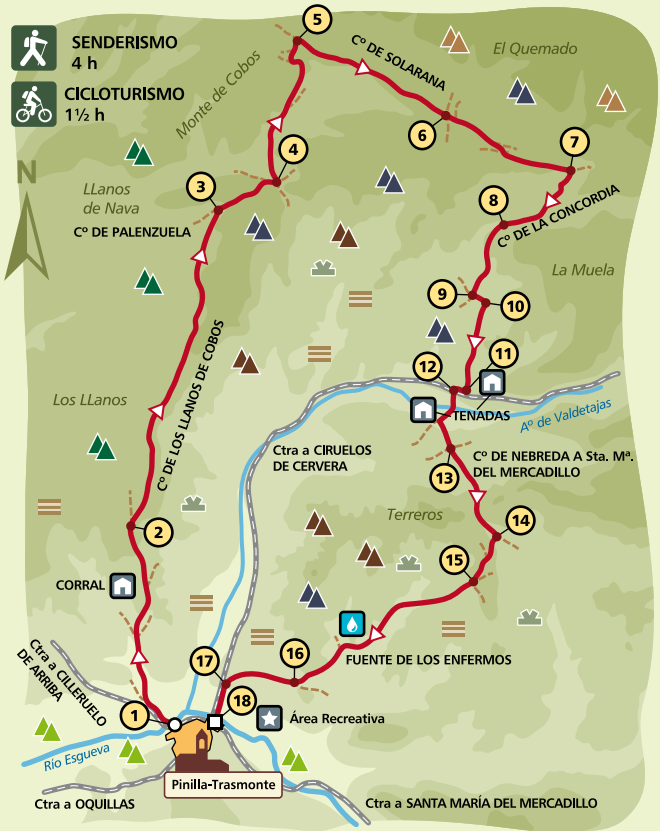 SENDERISMO
4 h
CICLOTURISMO
1½ h
N
5
Cº DE SOLARANA
El Quemado
Monte de Cobos
6
7
4
3
8
LLanos
de Nava
Cº DE PALENZUELA
Cº DE LA CONCORDIA
La Muela
9
10
11
12
TENADAS
Aº de Valdetajas
Los LLanos
Cº DE LOS LLANOS DE COBOS
Ctra a CIRUELOS
DE CERVERA
Cº DE NEBREDA A Sta. Mª.
DEL MERCADILLO
13
Terreros
14
2
15
CORRAL
FUENTE DE LOS ENFERMOS
16
17
18
Área Recreativa
1
Ctra a CILLERUELO
DE ARRIBA
Río Esgueva
Pinilla-Trasmonte
Ctra a OQUILLAS
Ctra a SANTA MARÍA DEL MERCADILLO